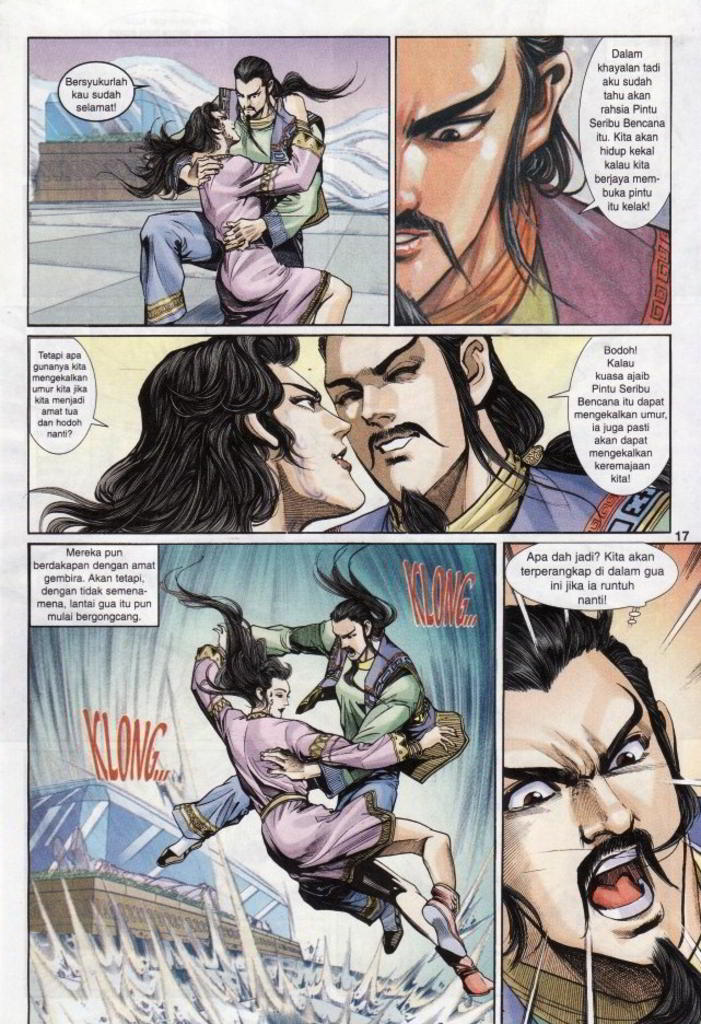 Bersyukurlah
kau sudah
selamat!
Dalam
khayalan tadi
aku sudah
tahu akan
rahsia Pintu
Seribu Bencana
itu. Kita akan
hidup kekal
kalau kita
berjaya mem-
buka pintu
itu kelak!
Tetapi apa
gunanya kita
mengekalkan
umur kita jika
kita menjadi
amat tua
dan hodoh
nanti?
Bodoh!
Kalau
kuasa ajaib
Pintu Seribu
Bencana itu dapat
mengekalkan umur,
ia juga pasti
akan dapat
mengekalkan
keremajaan
kita!
17
Mereka pun
berdakapan dengan amat
gembira. Akan tetapi,
dengan tidak semena-
mena, lantai gua itu pun
mulai bergongcang.
KLONG...
KLONG...
Apa dah jadi? Kita akan
terperangkap di dalam gua
ini jika ia runtuh
nanti!